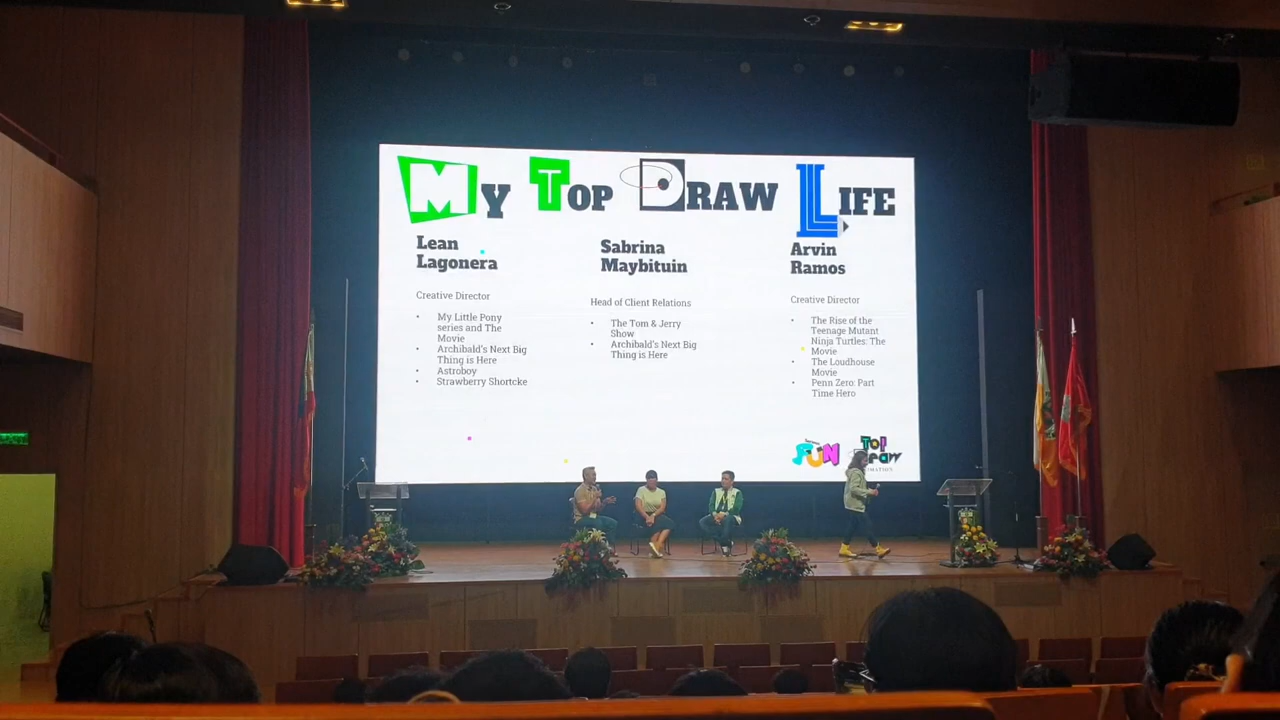 My Top Draw Life
Lean
Lagonera
Creative Director
• My Little Pony
series and The
Movie
• Archibald's Next Big
Thing is Here
• Astroboy
• Strawberry Shortcke
Sabrina
Maybituin
Head of Client Relations
• The Tom & Jerry
Show
• Archibald's Next Big
Thing is Here
Arvin
Ramos
Creative Director
• The Rise of the
Teenage Mutant
Ninja Turtles: The
Movie
• The Loudhouse
Movie
• Penn Zero: Part
Time Hero
FUN
Top